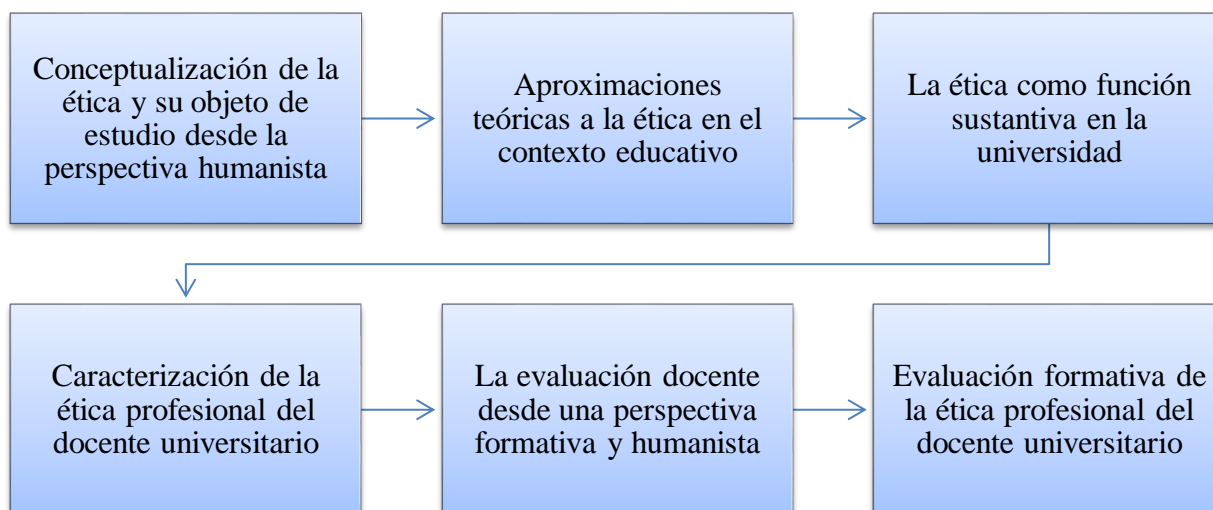 Conceptualización de la
ética y su objeto de
estudio desde la
perspectiva humanista
Aproximaciones
teóricas a la ética en el
contexto educativo
La ética como función
sustantiva en la
universidad
Caracterización de la
ética profesional del
docente universitario
La evaluación docente
desde una perspectiva
formativa y humanista
Evaluación formativa de
la ética profesional del
docente universitario